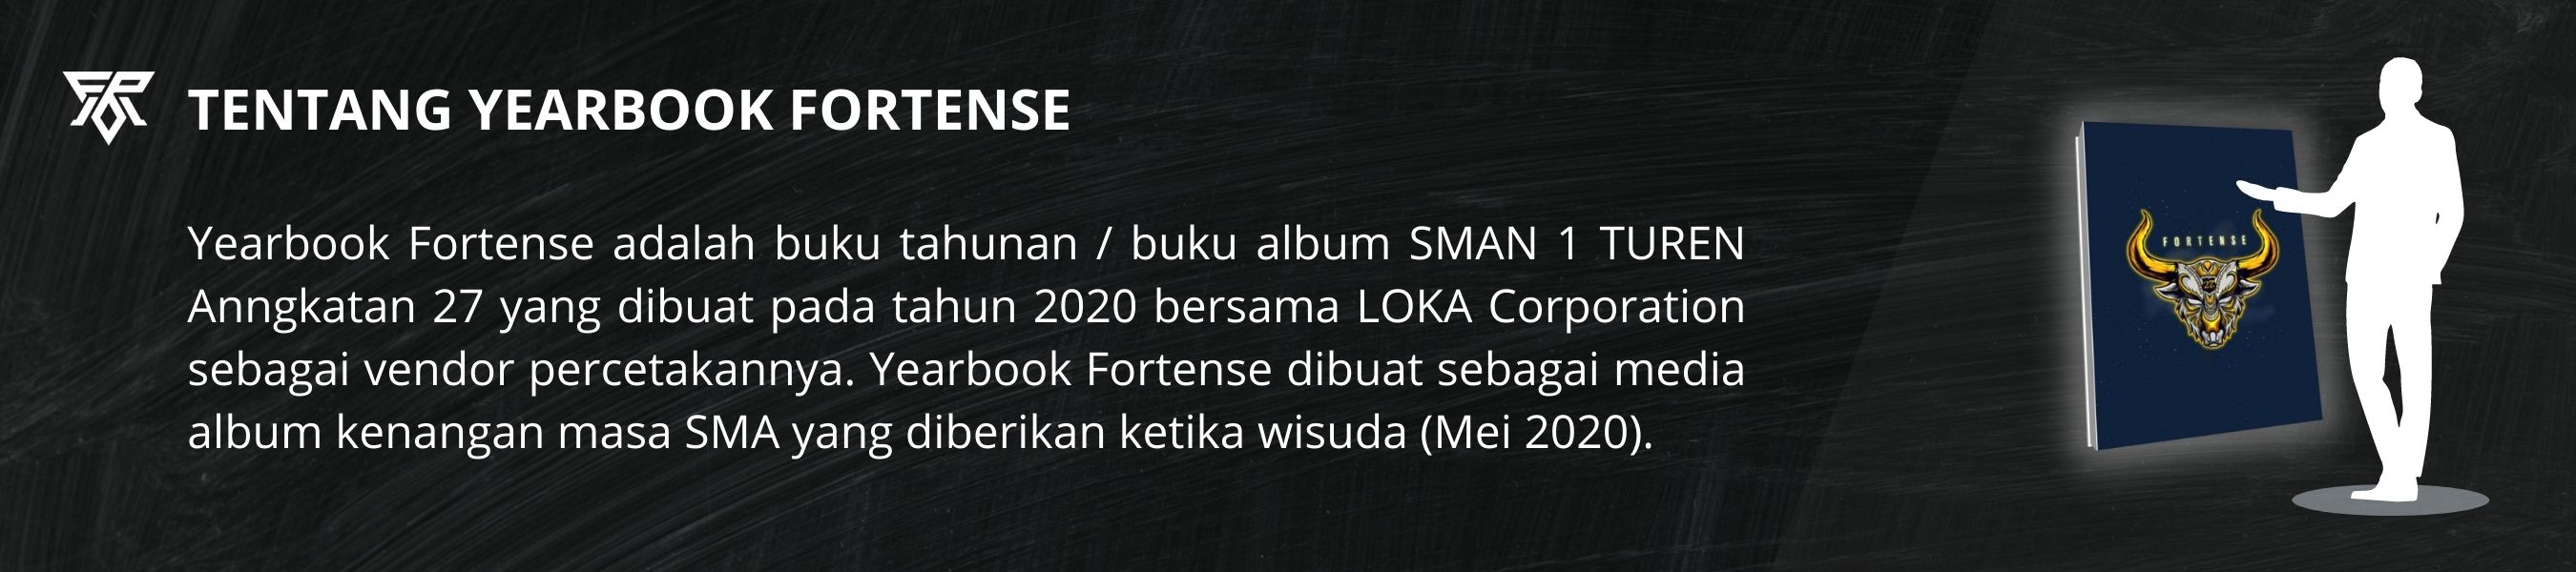 TENTANG YEARBOOK FORTENSE
Yearbook Fortense adalah buku tahunan / buku album SMAN 1 TUREN
Anngkatan 27 yang dibuat pada tahun 2020 bersama LOKA Corporation
sebagai vendor percetakannya. Yearbook Fortense dibuat sebagai media
album kenangan masa SMA yang diberikan ketika wisuda (Mei 2020).
FORTENSE
27